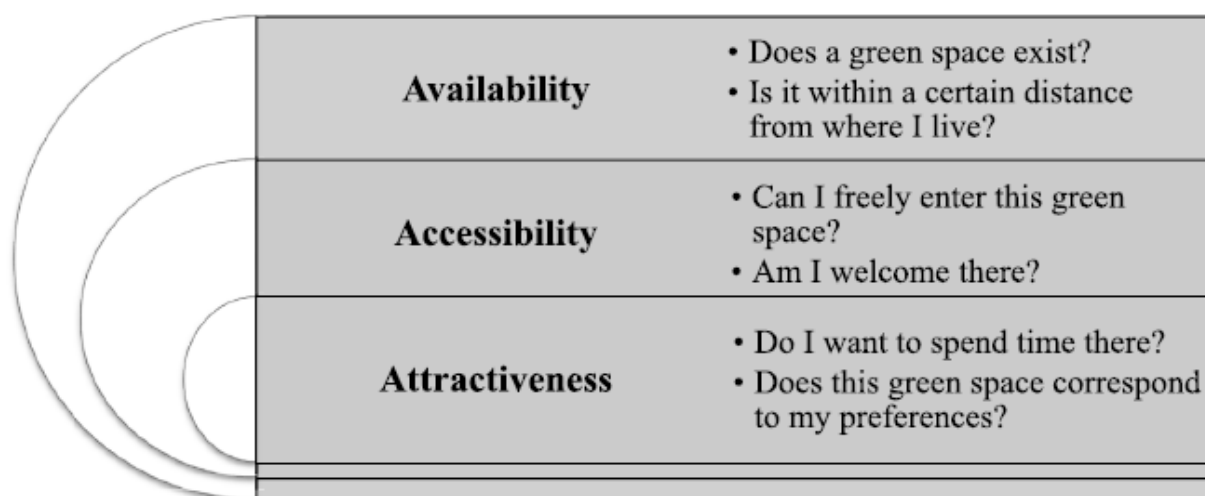 Availability
• Does a green space exist?
• Is it within a certain distance
from where I live?
Accessibility
• Can I freely enter this green
space?
• Am I welcome there?
Attractiveness
• Do I want to spend time there?
• Does this green space correspond
to my preferences?